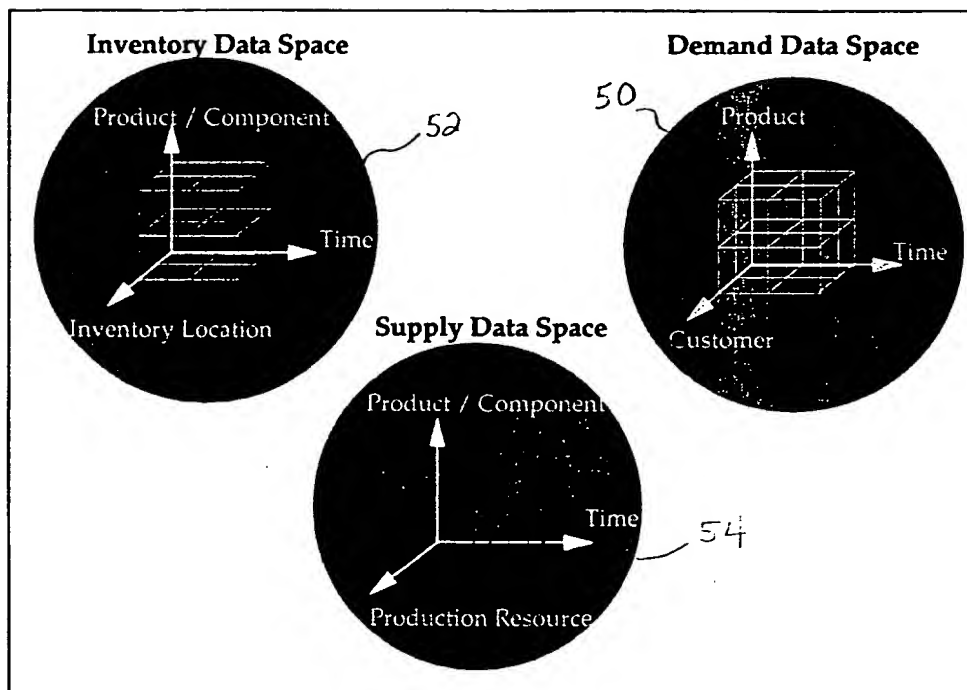 Inventory Data Space
Product / Component
52
Time
Inventory Location
Demand Data Space
50
Product
Time
Customer
Supply Data Space
Product / Component
Time
54
Production Resource